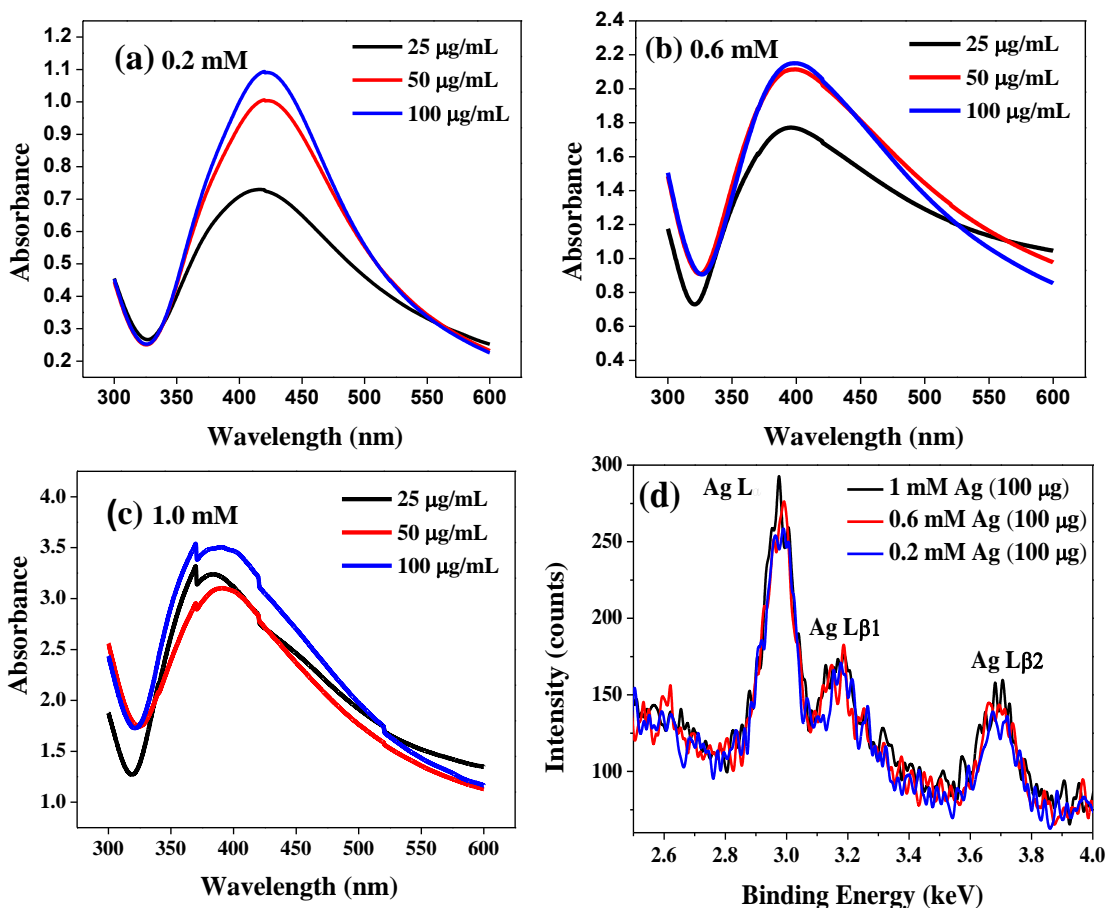 (a) 0.2 mM
25 μg/mL
50 μg/mL
100 μg/mL
Absorbance
1.1
1.0
0.9
0.8
0.7
0.6
0.5
0.4
0.3
0.2
300 350 400 450 500 550 600
Wavelength (nm)
(b) 0.6 mM
25 μg/mL
50 μg/mL
100 μg/mL
Absorbance
2.4
2.2
2.0
1.8
1.6
1.4
1.2
1.0
0.8
0.6
0.4
300 350 400 450 500 550 600
Wavelength (nm)
(c) 1.0 mM
25 μg/mL
50 μg/mL
100 μg/mL
Absorbance
4.0
3.5
3.0
2.5
2.0
1.5
1.0
300 350 400 450 500 550 600
Wavelength (nm)
(d)
Ag L
1 mM Ag (100 μg)
0.6 mM Ag (100 μg)
0.2 mM Ag (100 μg)
Ag Lβ1
Ag Lβ2
Intensity (counts)
300
250
200
150
100
2.6 2.8 3.0 3.2 3.4 3.6 3.8 4.0
Binding Energy (keV)